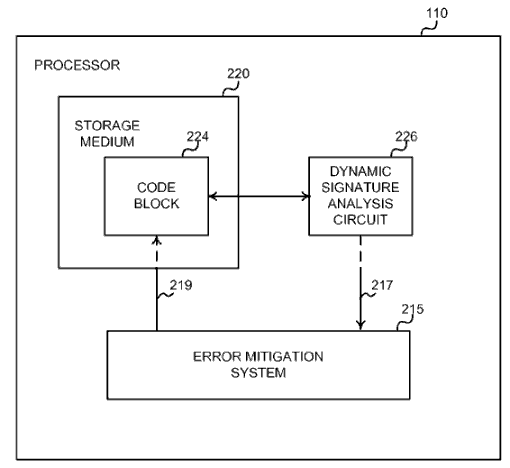 110
PROCESSOR
220
STORAGE
MEDIUM
224
CODE
BLOCK
226
DYNAMIC
SIGNATURE
ANALYSIS
CIRCUIT
219
217
215
ERROR MITIGATION
SYSTEM